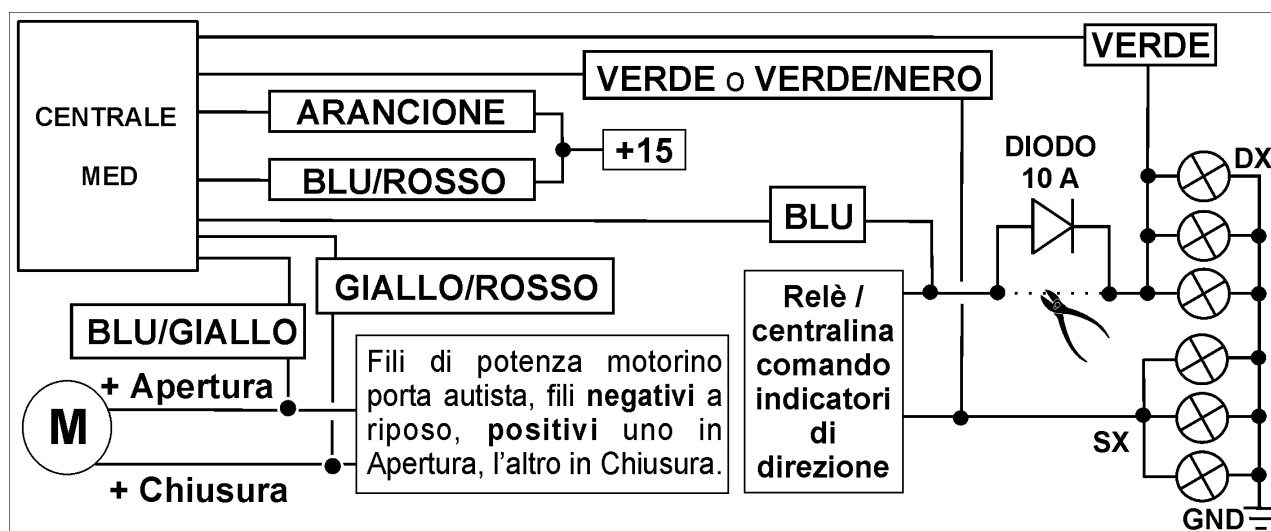 CENTRALE
MED
VERDE
VERDE o VERDE/NERO
ARANCIONE
+15
BLU/ROSSO
BLU
GIALLO/ROSSO
BLU/GIALLO
DIODO
10 A
DX
Relè /
centralina
comando
indicatori
di
direzione
+ Apertura
M
+ Chiusura
Fili di potenza motorino
porta autista, fili negativi a
riposo, positivi uno in
Apertura, l'altro in Chiusura.
SX
GND